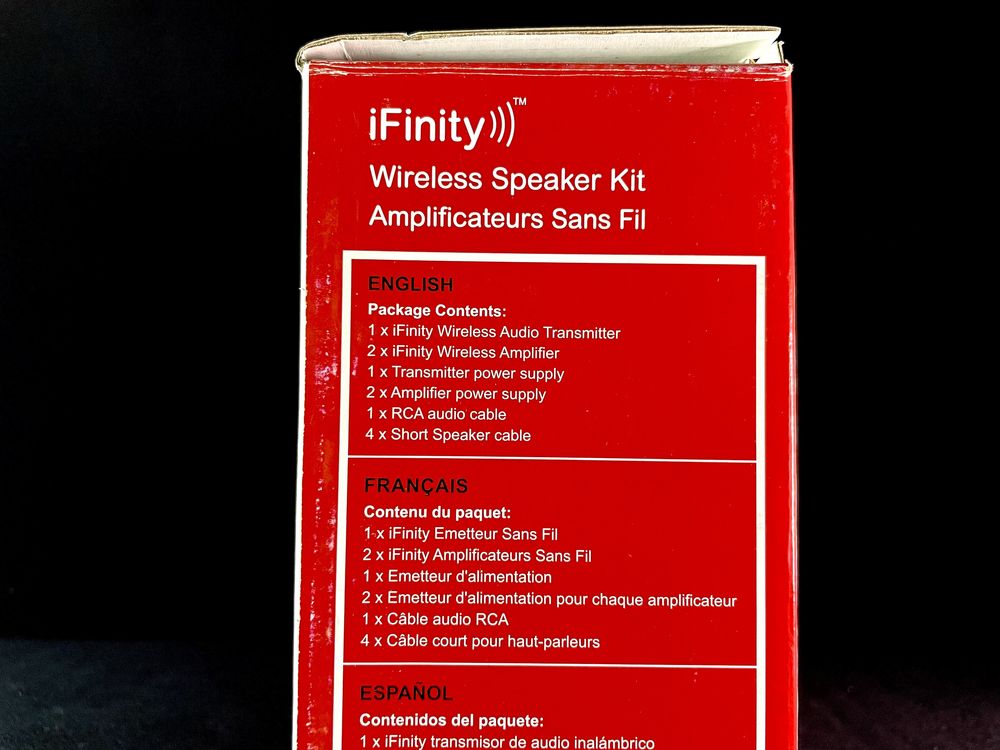 iFinity™
Wireless Speaker Kit
Amplificateurs Sans Fil
ENGLISH
Package Contents:
1 x iFinity Wireless Audio Transmitter
2 x iFinity Wireless Amplifier
1 x Transmitter power supply
2 x Amplifier power supply
1 x RCA audio cable
4 x Short Speaker cable
FRANÇAIS
Contenu du paquet:
1 x iFinity Emetteur Sans Fil
2 x iFinity Amplificateurs Sans Fil
1 x Emetteur d'alimentation
2 x Emetteur d'alimentation pour chaque amplificateur
1 x Câble audio RCA
4 x Câble court pour haut-parleurs
ESPAÑOL
Contenidos del paquete:
1 x iFinity transmisor de audio inalámbrico